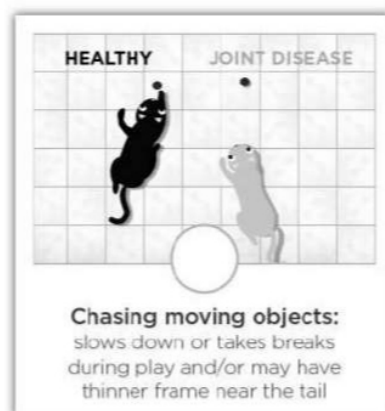 HEALTHY JOINT DISEASE
Chasing moving objects:
slows down or takes breaks
during play and/or may have
thinner frame near the tail